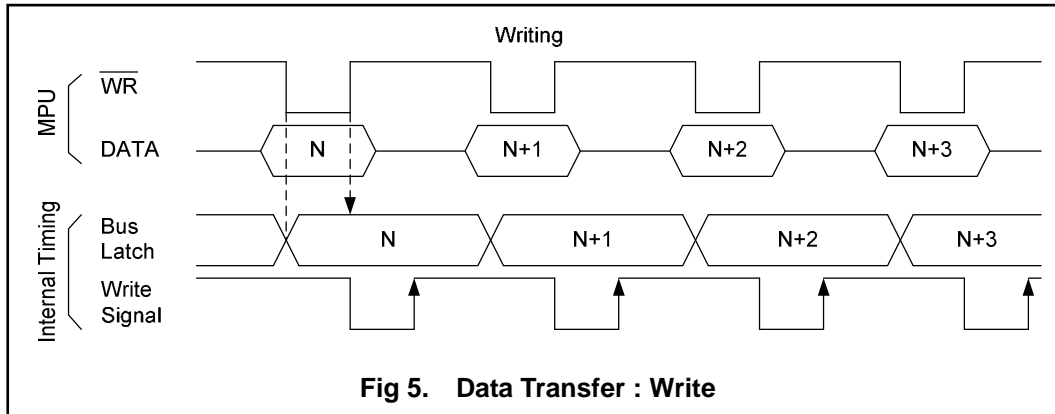 Writing
MPU
WR
DATA
N
N+1
N+2
N+3
Internal Timing
Bus
Latch
N
N+1
N+2
N+3
Write
Signal
Fig 5. Data Transfer : Write